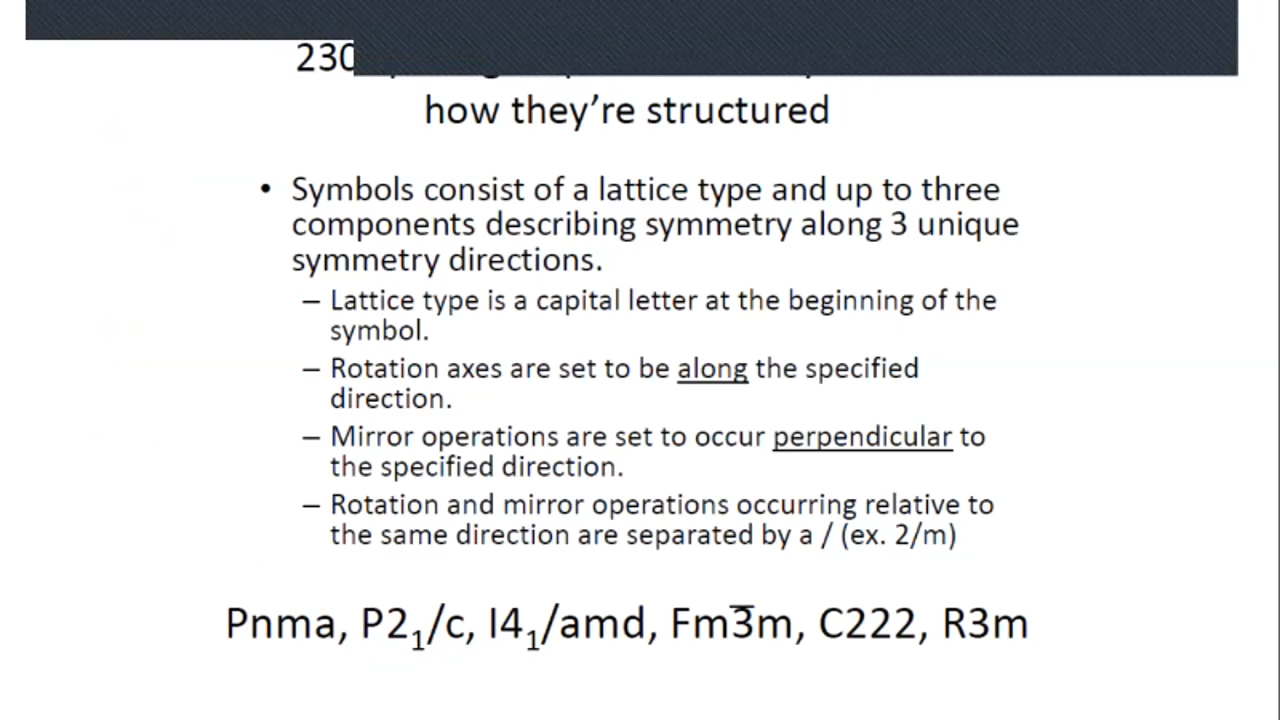 230
how they’re structured
• Symbols consist of a lattice type and up to three
components describing symmetry along 3 unique
symmetry directions.
– Lattice type is a capital letter at the beginning of the
symbol.
– Rotation axes are set to be along the specified
direction.
– Mirror operations are set to occur perpendicular to
the specified direction.
– Rotation and mirror operations occurring relative to
the same direction are separated by a / (ex. 2/m)
Pnma, P2₁/c, I4₁/amd, Fm3̅m, C222, R3m